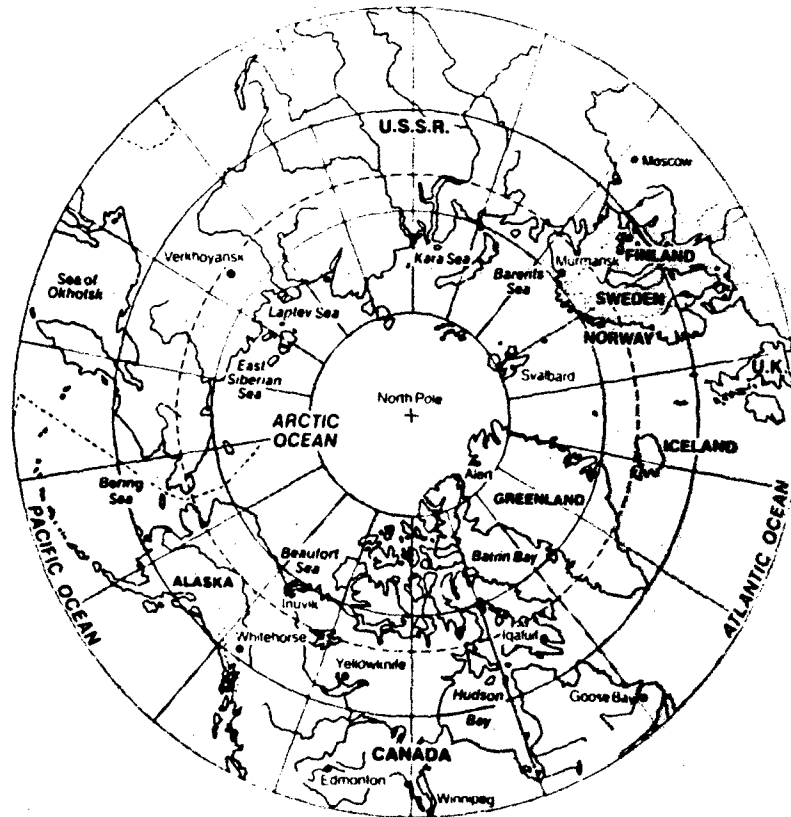 U.S.S.R.
Moscow
Verkhoyansk
Kara Sea
Murmansk
FINLAND
Sea of
Okhotsk
Barents
Sea
SWEDEN
Laptev Sea
NORWAY
East
Siberian
Sea
Svalbard
U.K.
North Pole
ARCTIC
OCEAN
ICELAND
Bering
Sea
Alert
GREENLAND
PACIFIC OCEAN
Beaufort
Sea
Baffin Bay
ATLANTIC OCEAN
ALASKA
Inuvik
Whitehorse
Iqaluit
Yellowknife
Hudson
Bay
Goose Bay
CANADA
Edmonton
Winnipeg